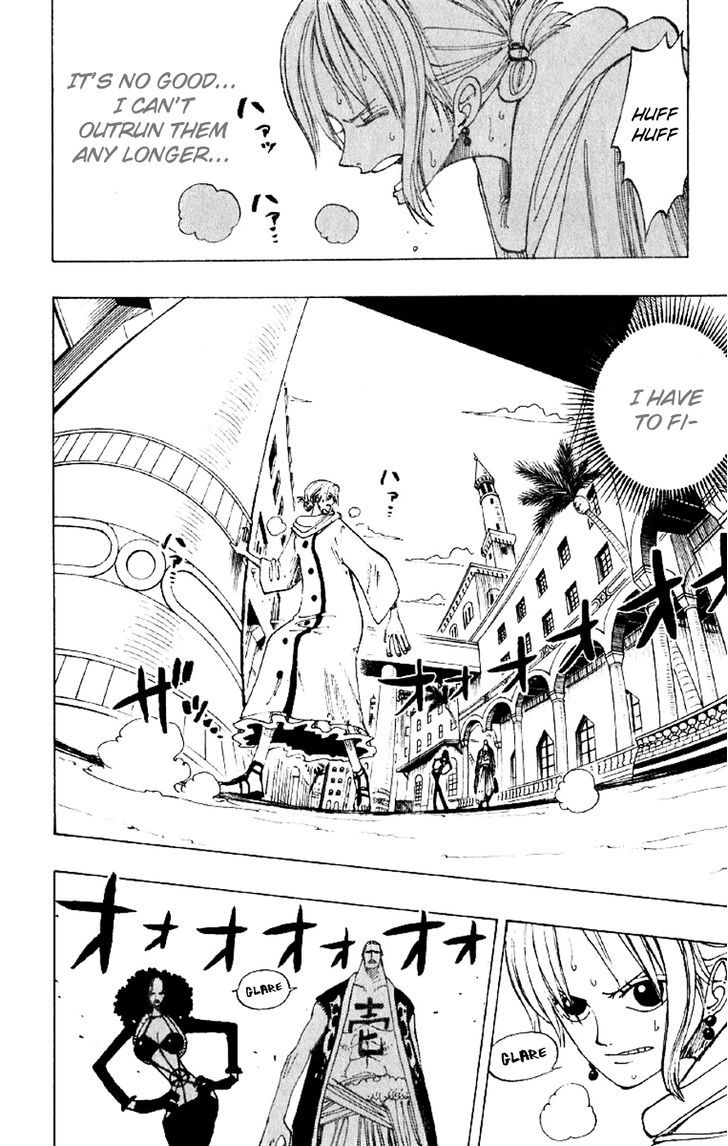 IT'S NO GOOD...
I CAN'T
OUTRUN THEM
ANY LONGER...
HUFF
HUFF
ハァッ
ハァッ
I HAVE
TO FI-
ハァ
ハァ
ザッ
オオオオオ
オオオオオオオ
GLARE
壱
GLARE